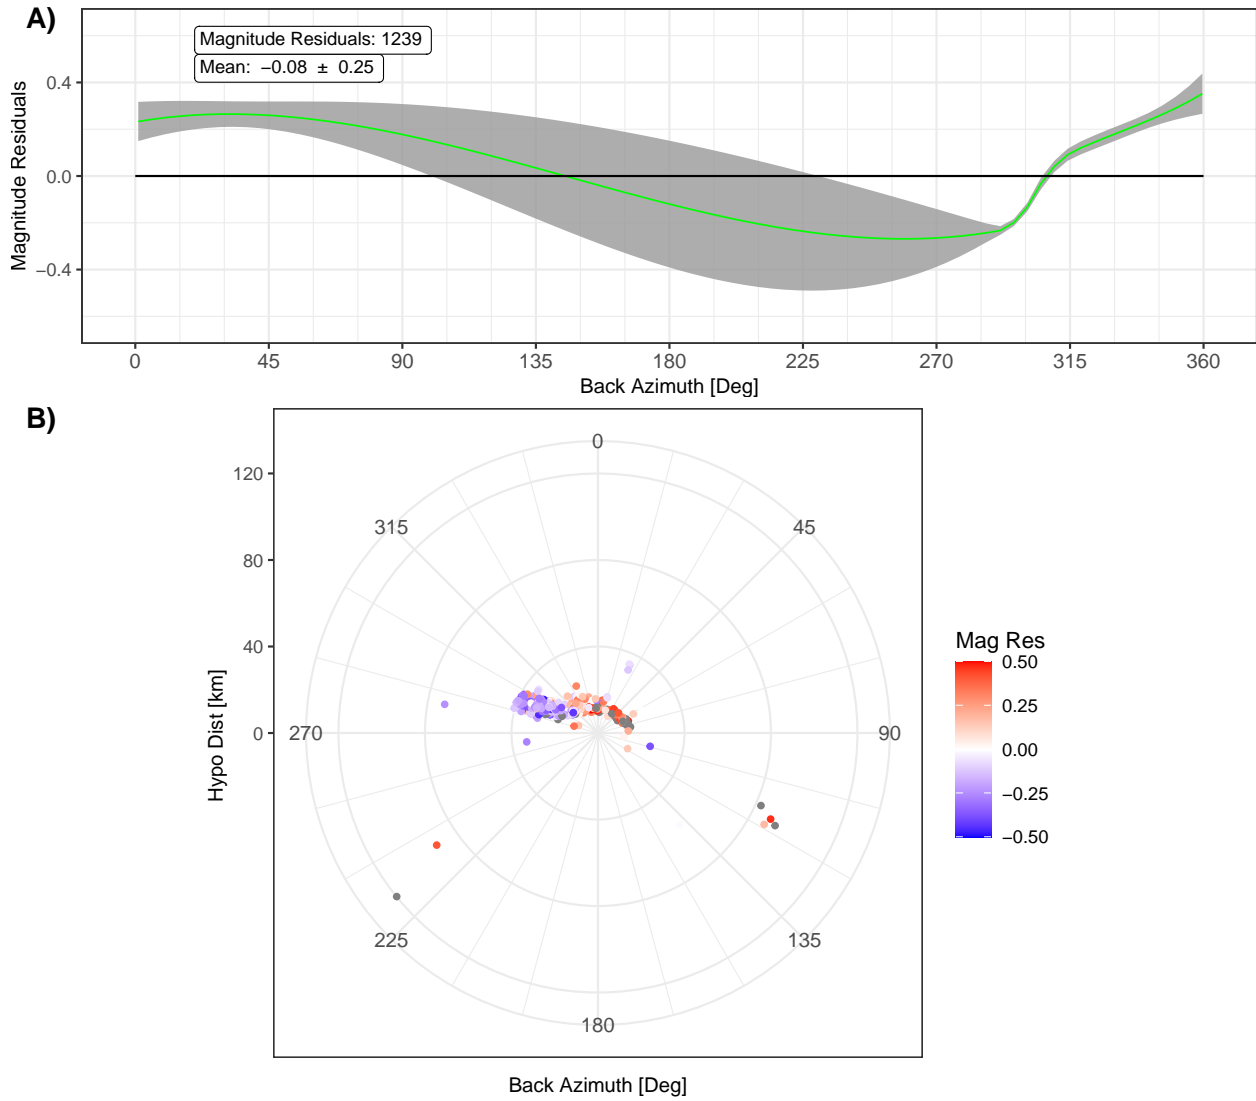 A)
Magnitude Residuals: 1239
Mean: −0.08 ± 0.25
Magnitude Residuals
0.4
0.0
−0.4
0 45 90 135 180 225 270 315 360
Back Azimuth [Deg]
B)
Hypo Dist [km]
120
80
40
0
0
45
90
135
180
225
270
315
Back Azimuth [Deg]
Mag Res
0.50
0.25
0.00
−0.25
−0.50